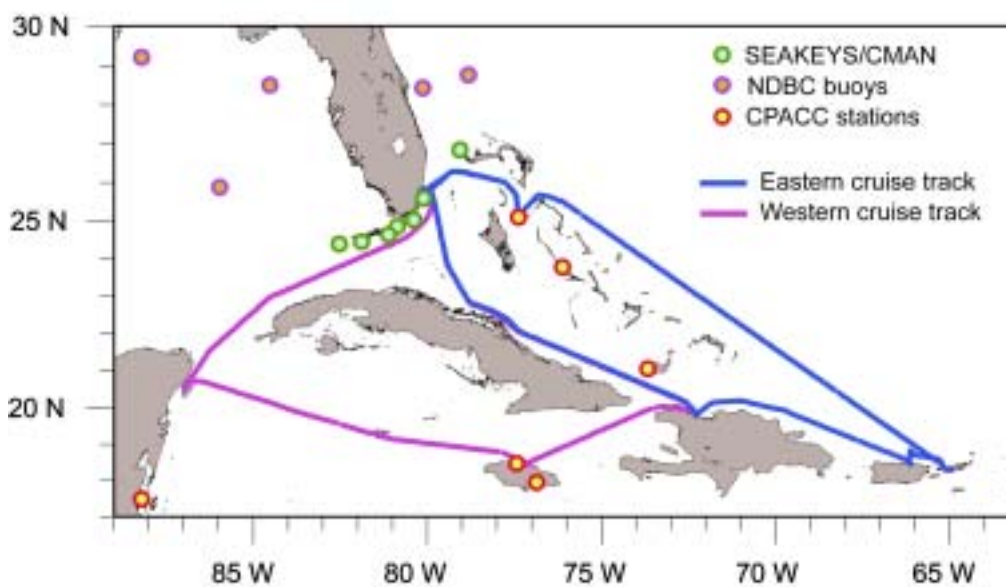 30 N
SEAKEYS/CMAN
NDBC buoys
CPACC stations
Eastern cruise track
Western cruise track
25 N
20 N
85 W
80 W
75 W
70 W
65 W